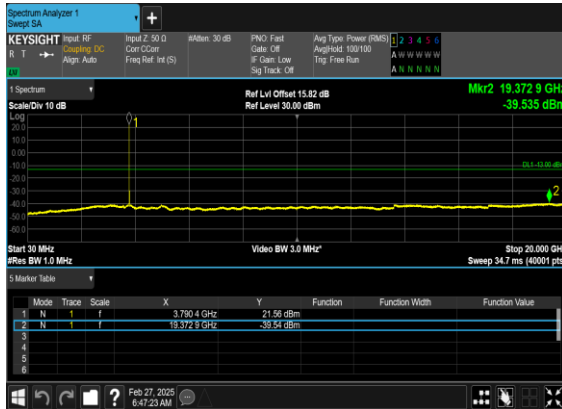 Spectrum Analyzer 1
Swept SA
+
KEYSIGHT
R T
LXI
Input: RF
Coupling: DC
Align: Auto
Input Z: 50 Ω
Corr CCorr
Freq Ref: Int (S)
#Atten: 30 dB
PNO: Fast
Gate: Off
IF Gain: Low
Sig Track: Off
Avg Type: Power (RMS)
Avg|Hold: 100/100
Trig: Free Run
1 2 3 4 5 6
A W W W W W
A N N N N N
1 Spectrum
Scale/Div 10 dB
Ref Lvl Offset 15.82 dB
Ref Level 30.00 dBm
Mkr2 19.372 9 GHz
-39.535 dBm
Log
20.0
10.0
0.00
-10.0
-20.0
-30.0
-40.0
-50.0
-60.0
1
DL1 -13.00 dBm
2
Start 30 MHz
#Res BW 1.0 MHz
Video BW 3.0 MHz*
Stop 20.000 GHz
Sweep 34.7 ms (40001 pts)
5 Marker Table
Mode Trace Scale X Y Function Function Width Function Value
1 N 1 f 3.790 4 GHz 21.56 dBm
2 N 1 f 19.372 9 GHz -39.54 dBm
3
4
5
6
?
Feb 27, 2025
6:47:23 AM